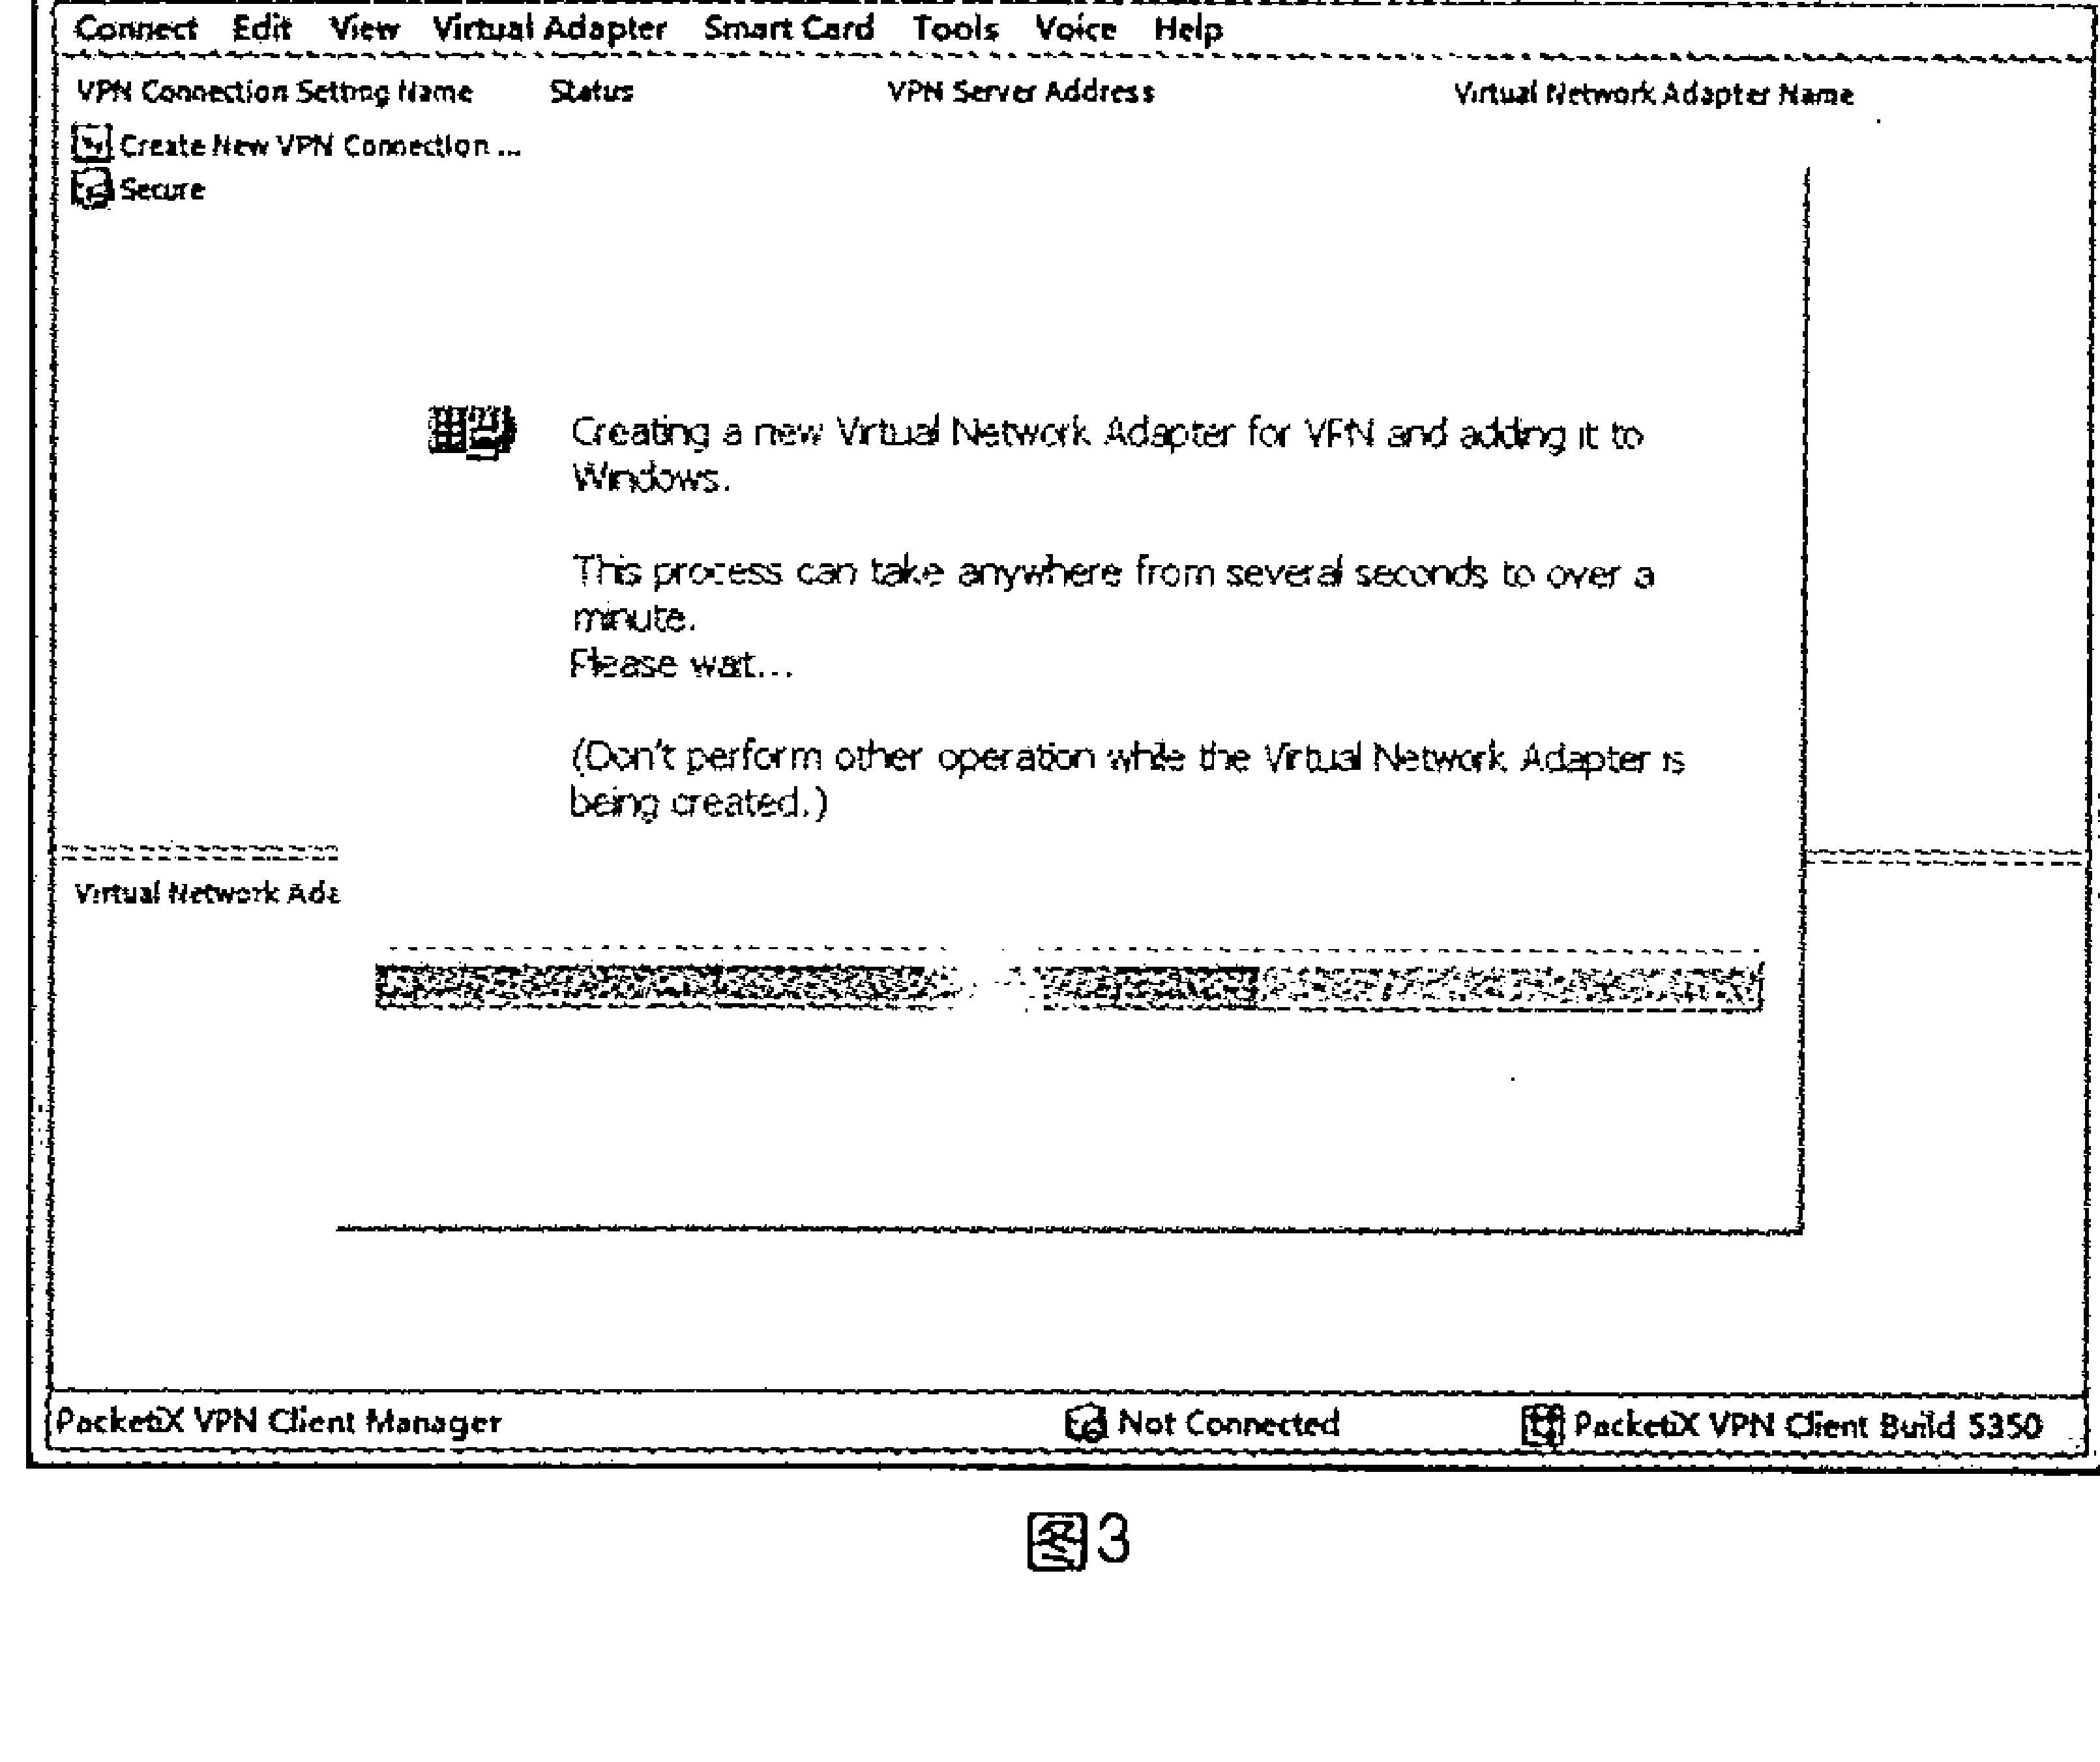 Connect Edit View Virtual Adapter Smart Card Tools Voice Help
VPN Connection Setting Name Status VPN Server Address Virtual Network Adapter Name
Create New VPN Connection ...
Secure
Creating a new Virtual Network Adapter for VPN and adding it to
Windows.
This process can take anywhere from several seconds to over a
minute.
Please wait...
(Don't perform other operation while the Virtual Network Adapter is
being created.)
Virtual Network Ada
PacketiX VPN Client Manager Not Connected PacketiX VPN Client Build 5350
图3